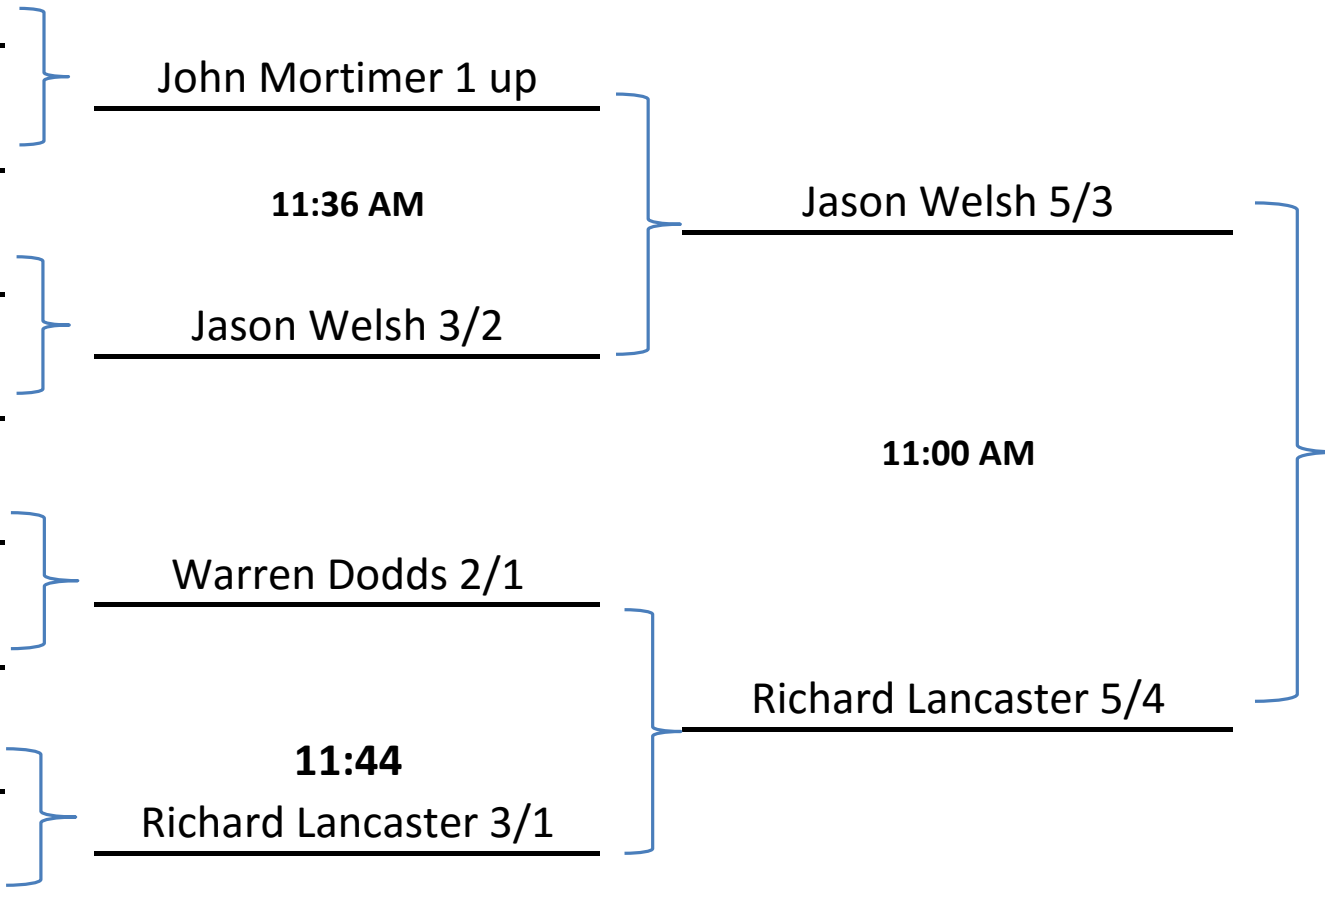 John Mortimer 1 up
11:36 AM
Jason Welsh 5/3
Jason Welsh 3/2
11:00 AM
Warren Dodds 2/1
Richard Lancaster 5/4
11:44
Richard Lancaster 3/1